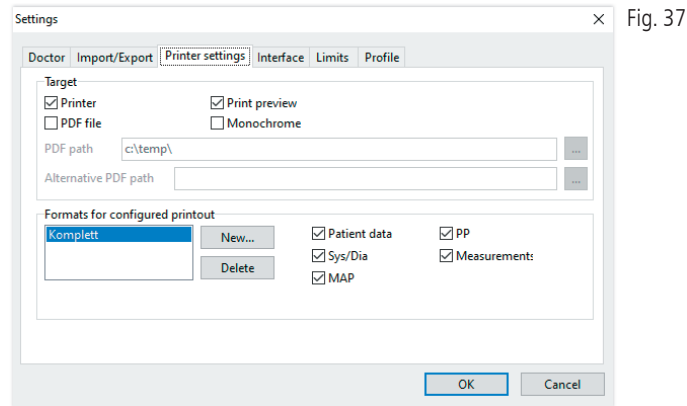 Settings
Fig. 37
Doctor Import/Export Printer settings Interface Limits Profile
Target
Printer Print preview
PDF file Monochrome
PDF path c:\temp\ ...
Alternative PDF path ...
Formats for configured printout
Komplett New... Patient data PP
Delete Sys/Dia Measurements
MAP
OK Cancel